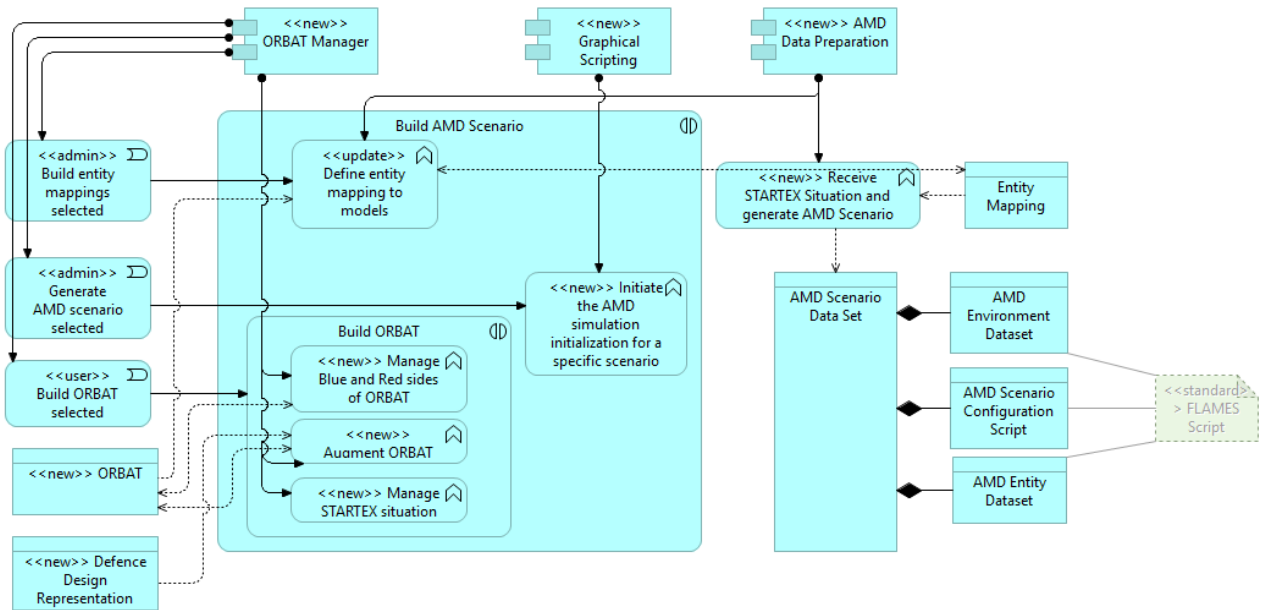 <<new>>
ORBAT Manager
<<new>>
Graphical
Scripting
<<new>> AMD
Data Preparation
Build AMD Scenario
<<admin>>
Build entity
mappings
selected
<<update>>
Define entity
mapping to
models
<<new>> Receive
STARTEX Situation and
generate AMD Scenario
Entity
Mapping
<<admin>>
Generate
AMD scenario
selected
<<new>> Initiate
the AMD
simulation
initialization for a
specific scenario
AMD Scenario
Data Set
AMD
Environment
Dataset
Build ORBAT
<<user>>
Build ORBAT
selected
<<new>> Manage
Blue and Red sides
of ORBAT
AMD Scenario
Configuration
Script
<<standard>
> FLAMES
Script
<<new>>
Augment ORBAT
<<new>> ORBAT
<<new>> Manage
STARTEX situation
AMD Entity
Dataset
<<new>> Defence
Design
Representation